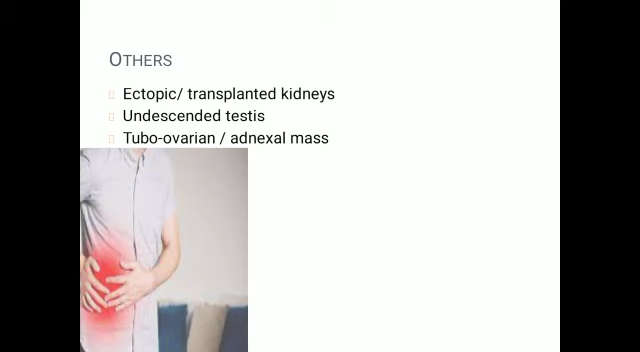 OTHERS
Ectopic/ transplanted kidneys
Undescended testis
Tubo-ovarian / adnexal mass